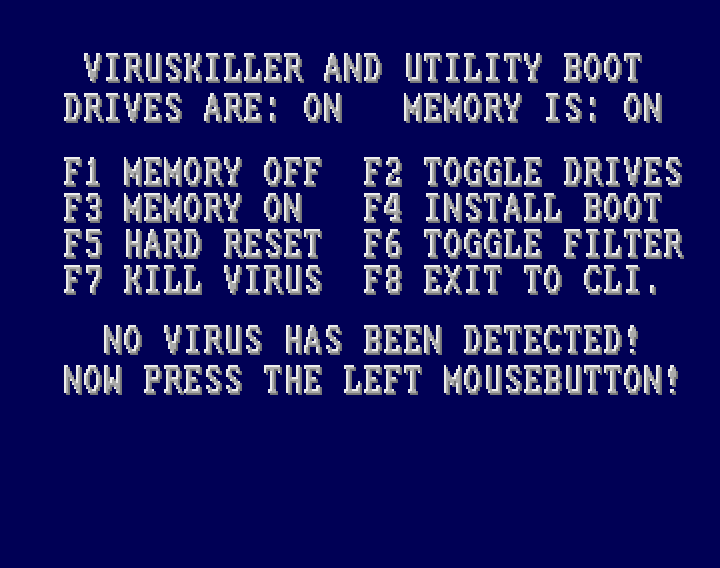 VIRUSKILLER AND UTILITY BOOT
DRIVES ARE: ON MEMORY IS: ON
F1 MEMORY OFF F2 TOGGLE DRIVES
F3 MEMORY ON F4 INSTALL BOOT
F5 HARD RESET F6 TOGGLE FILTER
F7 KILL VIRUS F8 EXIT TO CLI.
NO VIRUS HAS BEEN DETECTED!
NOW PRESS THE LEFT MOUSEBUTTON!